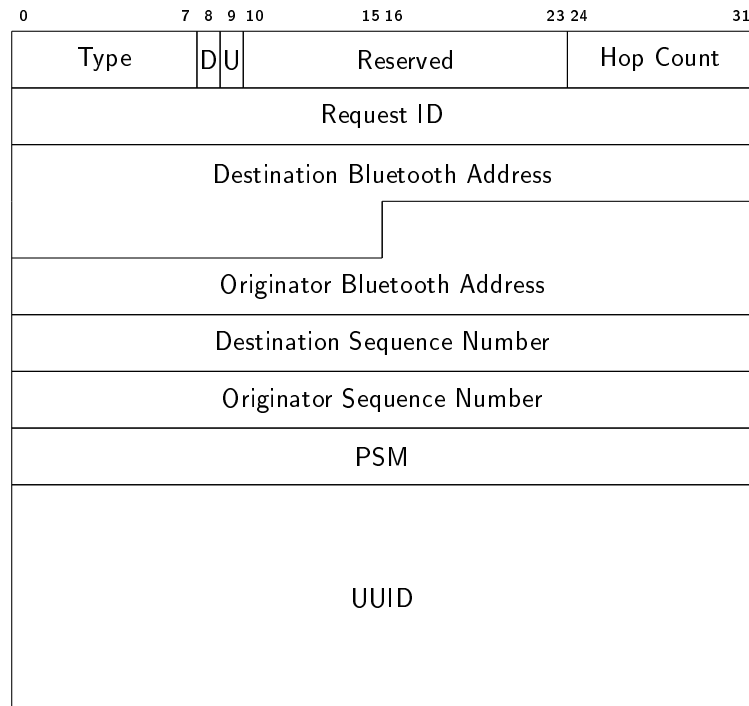 0 7 8 9 10 15 16 23 24 31
Type D U Reserved Hop Count
Request ID
Destination Bluetooth Address
Originator Bluetooth Address
Destination Sequence Number
Originator Sequence Number
PSM
UUID